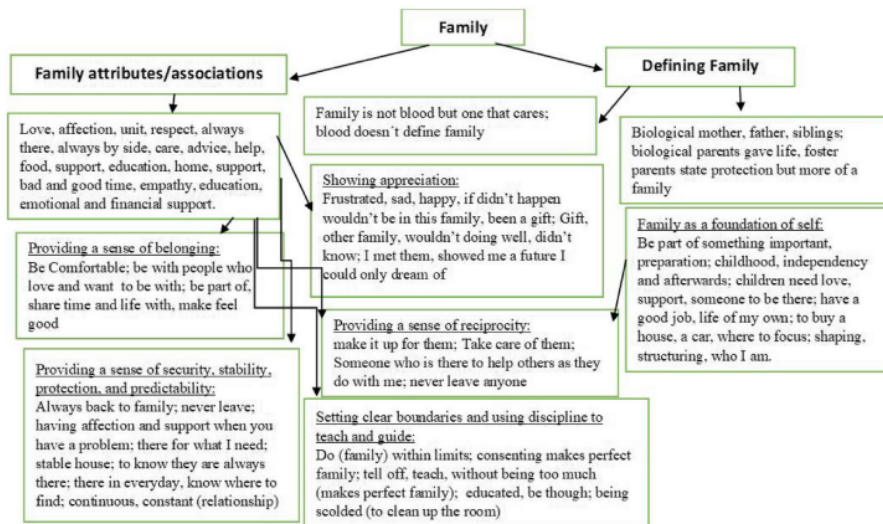 Family
Family attributes/associations
Defining Family
Love, affection, unit, respect, always
there, always by side, care, advice, help,
food, support, education, home, support,
bad and good time, empathy, education,
emotional and financial support.
Family is not blood but one that cares;
blood doesn´t define family
Biological mother, father, siblings;
biological parents gave life, foster
parents state protection but more of a
family
Showing appreciation:
Frustrated, sad, happy, if didn't happen
wouldn't be in this family, been a gift; Gift,
other family, wouldn't doing well, didn't
know; I met them, showed me a future I
could only dream of
Providing a sense of belonging:
Be Comfortable; be with people who
love and want  to be with; be part of,
share time and life with, make feel
good
Family as a foundation of self:
Be part of something important,
preparation; childhood, independency
and afterwards; children need love,
support, someone to be there; have a
good job, life of my own; to buy a
house, a car, where to focus; shaping,
structuring, who I am.
Providing a sense of reciprocity:
make it up for them; Take care of them;
Someone who is there to help others as they
do with me; never leave anyone
Providing a sense of security, stability,
protection, and predictability:
Always back to family; never leave;
having affection and support when you
have a problem; there for what I need;
stable house; to know they are always
there; there in everyday, know where to
find; continuous, constant (relationship)
Setting clear boundaries and using discipline to
teach and guide:
Do (family) within limits; consenting makes perfect
family; tell off, teach, without being too much
(makes perfect family);  educated, be though; being
scolded (to clean up the room)